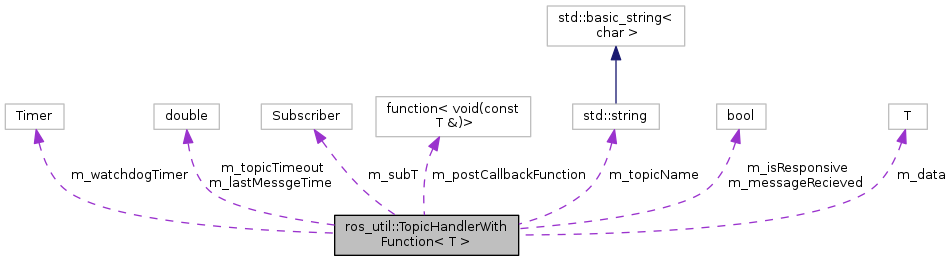 std::basic_string<
char >
Timer
double
Subscriber
function< void(const
T &)>
std::string
bool
T
m_watchdogTimer
m_topicTimeout
m_lastMessgeTime
m_subT
m_postCallbackFunction
m_topicName
m_isResponsive
m_messageRecieved
m_data
ros_util::TopicHandlerWith
Function< T >